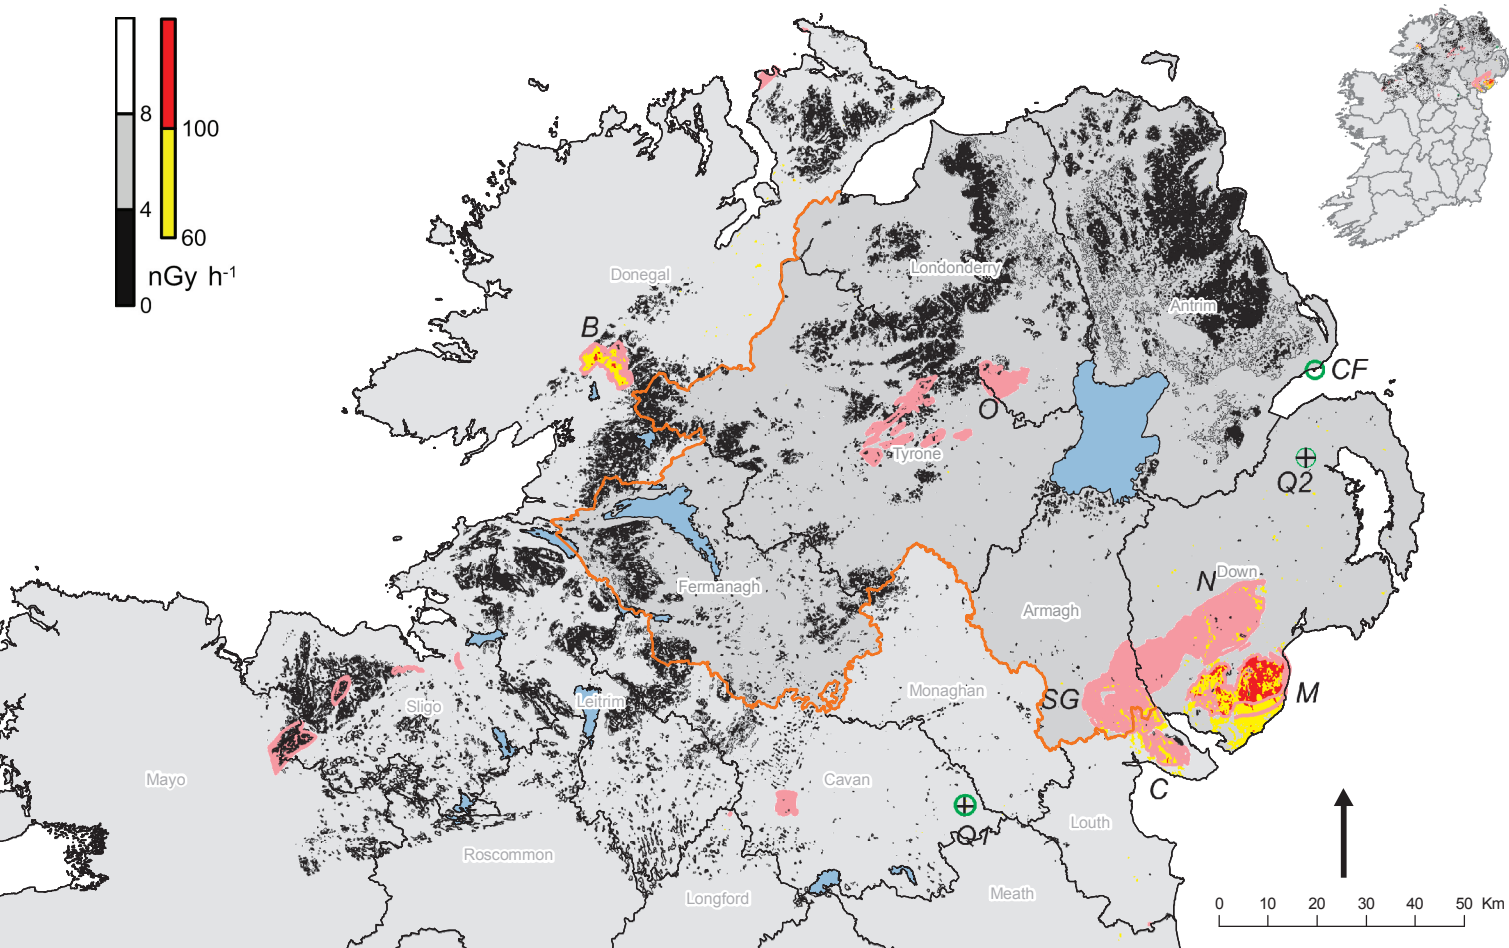 8
100
4
60
nGy h-1
0
Donegal
Londonderry
Antrim
B
CF
O
Tyrone
Q2
Fermanagh
N
Down
Armagh
Monaghan
SG
M
Leitrim
Sligo
Mayo
Cavan
C
Q1
Louth
Roscommon
Longford
Meath
0 10 20 30 40 50 Km